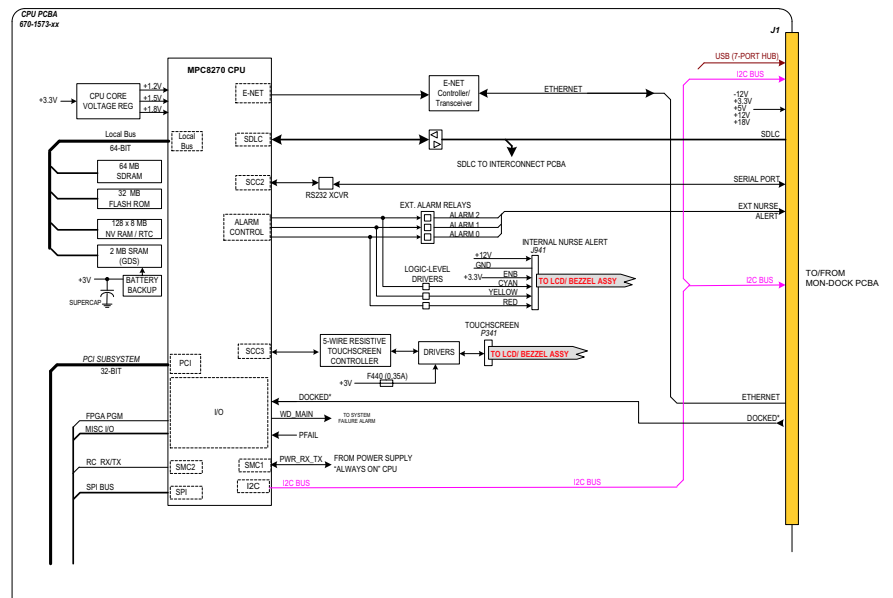 CPU PCBA
670-1573-xx
J1
MPC8270 CPU
USB (7-PORT HUB)
I2C BUS
CPU CORE
VOLTAGE REG
+3.3V
+1.2V
+1.5V
+1.8V
E-NET
E-NET
Controller/
Transceiver
ETHERNET
-12V
+3.3V
+5V
+12V
+18V
Local Bus
64-BIT
Local
Bus
SDLC
SDLC
SDLC TO INTERCONNECT PCBA
64 MB
SDRAM
32 MB
FLASH ROM
128 x 8 MB
NV RAM / RTC
2 MB SRAM
(GDS)
+3V
BATTERY
BACKUP
SUPERCAP
SCC2
RS232 XCVR
SERIAL PORT
ALARM
CONTROL
EXT. ALARM RELAYS
ALARM 2
ALARM 1
ALARM 0
EXT NURSE
ALERT
INTERNAL NURSE ALERT
J941
+12V
GND
+3.3V
ENB
CYAN
YELLOW
RED
LOGIC-LEVEL
DRIVERS
TO LCD/ BEZZEL ASSY
I2C BUS
TO/FROM
MON-DOCK PCBA
PCI SUBSYSTEM
32-BIT
PCI
SCC3
5-WIRE RESISTIVE
TOUCHSCREEN
CONTROLLER
DRIVERS
TOUCHSCREEN
P341
TO LCD/ BEZZEL ASSY
+3V
F440 (0,35A)
I/O
DOCKED*
ETHERNET
DOCKED*
WD_MAIN
TO SYSTEM
FAILURE ALARM
PFAIL
FPGA PGM
MISC I/O
RC RX/TX
SMC2
SMC1
PWR_RX_TX
FROM POWER SUPPLY
“ALWAYS ON” CPU
SPI BUS
SPI
I2C
I2C BUS
I2C BUS